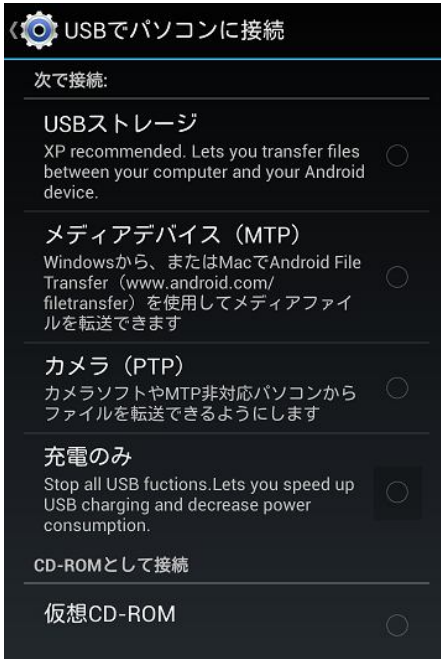 USBでパソコンに接続
次で接続:
USBストレージ
XP recommended. Lets you transfer files
between your computer and your Android
device.
メディアデバイス（MTP）
Windowsから、またはMacでAndroid File
Transfer（www.android.com/
filetransfer）を使用してメディアファイ
ルを転送できます
カメラ（PTP）
カメラソフトやMTP非対応パソコンから
ファイルを転送できるようにします
充電のみ
Stop all USB fuctions.Lets you speed up
USB charging and decrease power
consumption.
CD-ROMとして接続
仮想CD-ROM